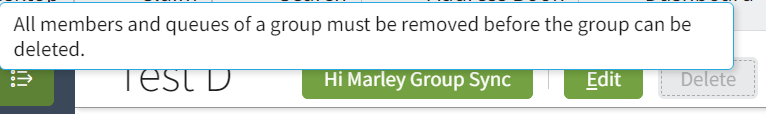 All members and queues of a group must be removed before the group can be
deleted.
Test D
Hi Marley Group Sync
Edit
Delete